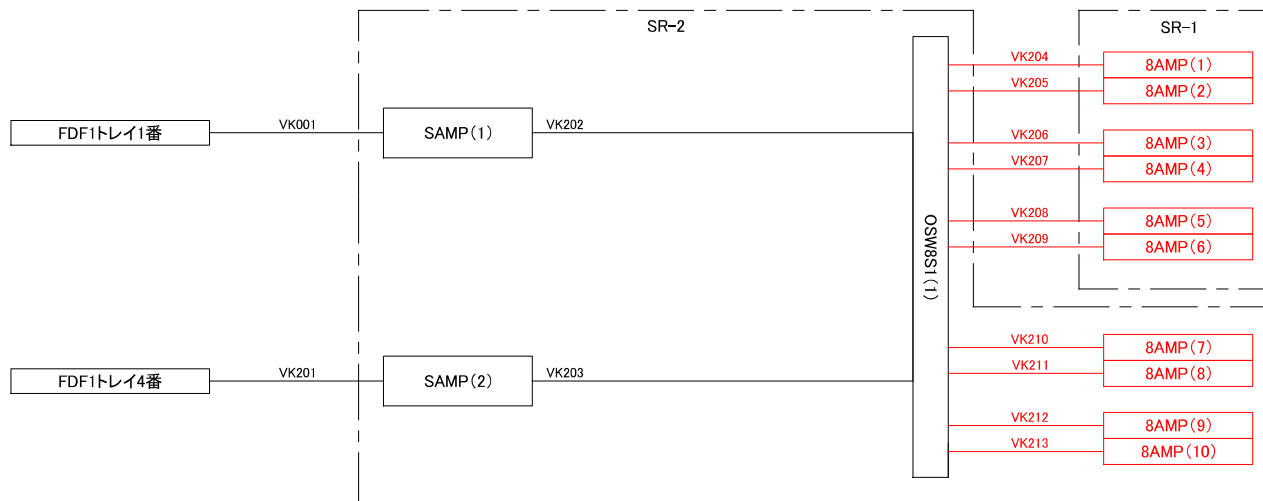 SR-2
SR-1
VK204
8AMP(1)
VK205
8AMP(2)
FDF1トレイ1番
VK001
SAMP(1)
VK202
VK206
8AMP(3)
VK207
8AMP(4)
VK208
8AMP(5)
VK209
8AMP(6)
OSW8S1(1)
VK210
8AMP(7)
VK211
8AMP(8)
FDF1トレイ4番
VK201
SAMP(2)
VK203
VK212
8AMP(9)
VK213
8AMP(10)